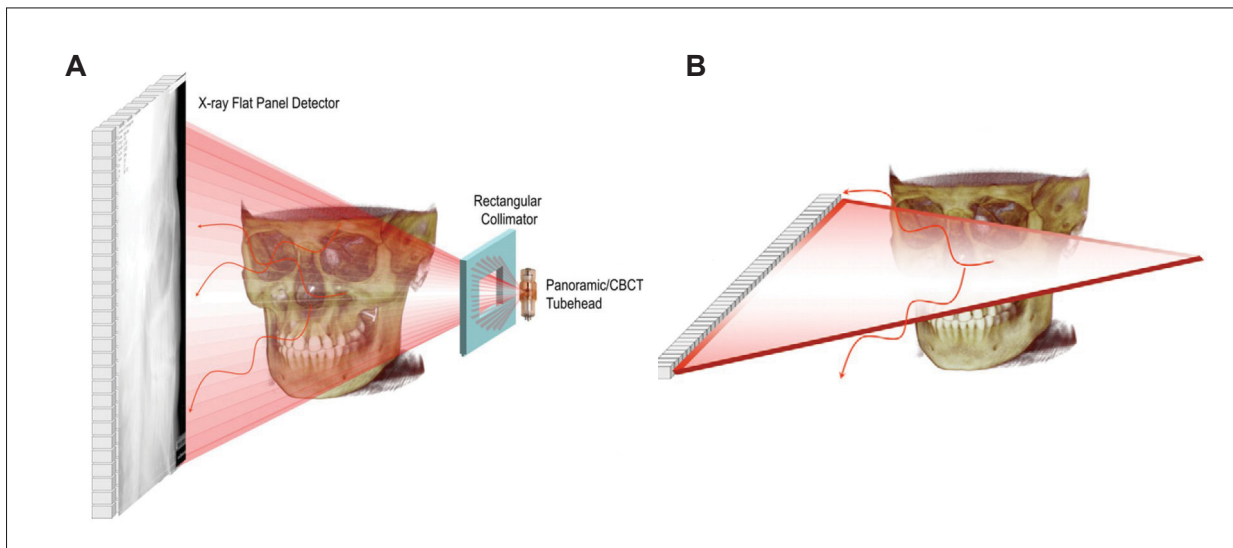 A
B
X-ray Flat Panel Detector
Rectangular
Collimator
Panoramic/CBCT
Tubehead